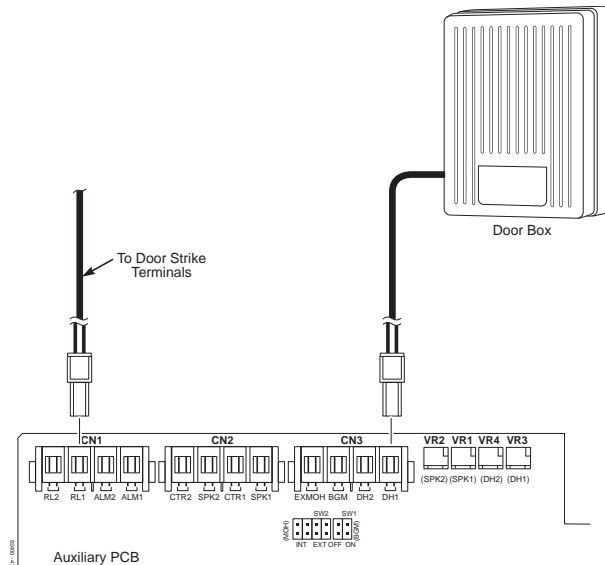 Door Box
To Door Strike
Terminals
CN1 CN2 CN3 VR2 VR1 VR4 VR3
RL2 RL1 ALM2 ALM1 CTR2 SPK2 CTR1 SPK1 EXMOH BGM DH2 DH1
(SPK2) (SPK1) (DH2) (DH1)
SW2 SW1
(MOH) (BGM)
INT EXT OFF ON
Auxiliary PCB